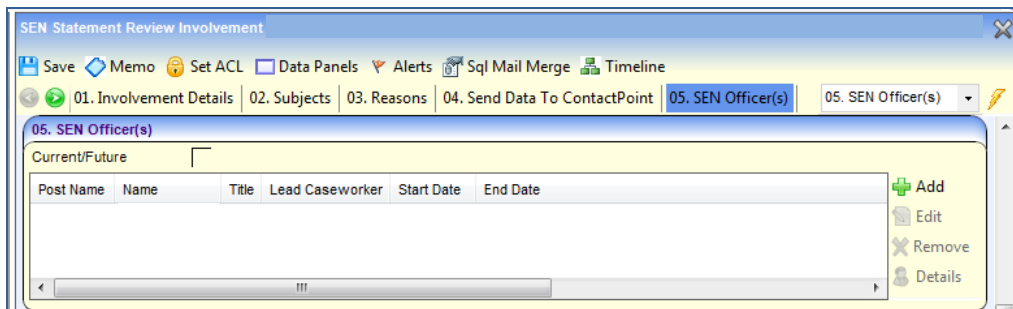 SEN Statement Review Involvement
Save Memo Set ACL Data Panels Alerts Sql Mail Merge Timeline
01. Involvement Details 02. Subjects 03. Reasons 04. Send Data To ContactPoint 05. SEN Officer(s) 05. SEN Officer(s)
05. SEN Officer(s)
Current/Future
Post Name Name Title Lead Caseworker Start Date End Date
Add
Edit
Remove
Details